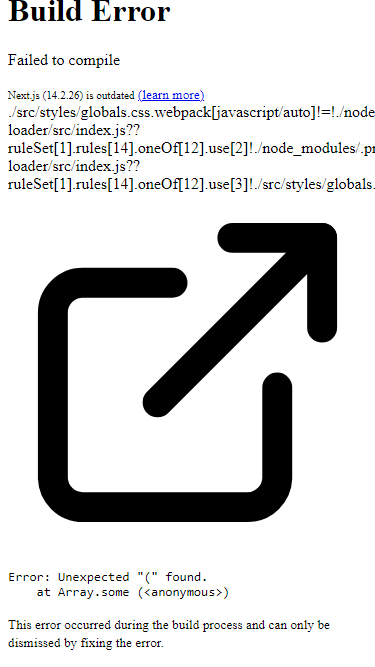 Build Error
Failed to compile
Next.js (14.2.26) is outdated (learn more)
./src/styles/globals.css.webpack[javascript/auto]!=!./node
loader/src/index.js??
ruleSet[1].rules[14].oneOf[12].use[2]!./node_modules/.pn
loader/src/index.js??
ruleSet[1].rules[14].oneOf[12].use[3]!./src/styles/globals.
Error: Unexpected "(" found.
at Array.some (<anonymous>)
This error occurred during the build process and can only be
dismissed by fixing the error.